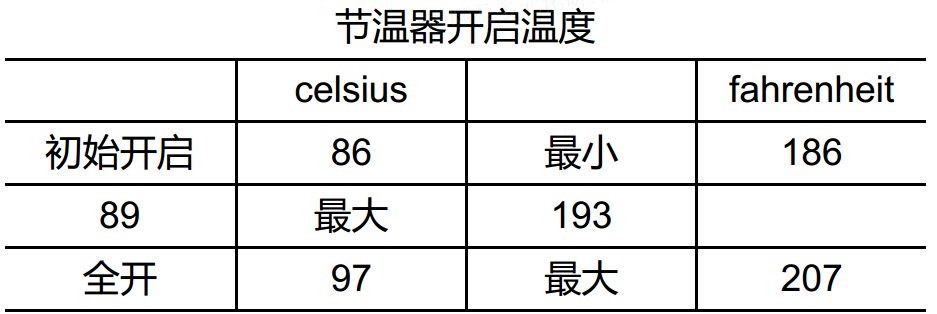 节温器开启温度
celsius fahrenheit
初始开启 86 最小 186
89 最大 193
全开 97 最大 207